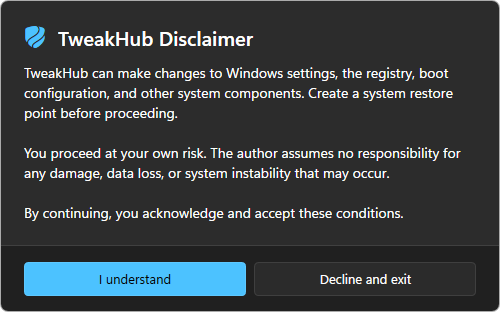 TweakHub Disclaimer
TweakHub can make changes to Windows settings, the registry, boot
configuration, and other system components. Create a system restore
point before proceeding.
You proceed at your own risk. The author assumes no responsibility for
any damage, data loss, or system instability that may occur.
By continuing, you acknowledge and accept these conditions.
I understand
Decline and exit